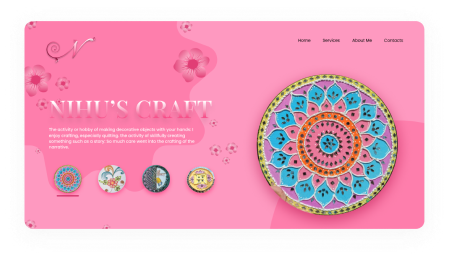 Home Services About Me Contacts
NIHU'S CRAFT
The activity or hobby of making decorative objects with your hands. I
enjoy crafting, especially quilting. the activity of skilfully creating
something such as a story: So much care went into the crafting of the
narrative.